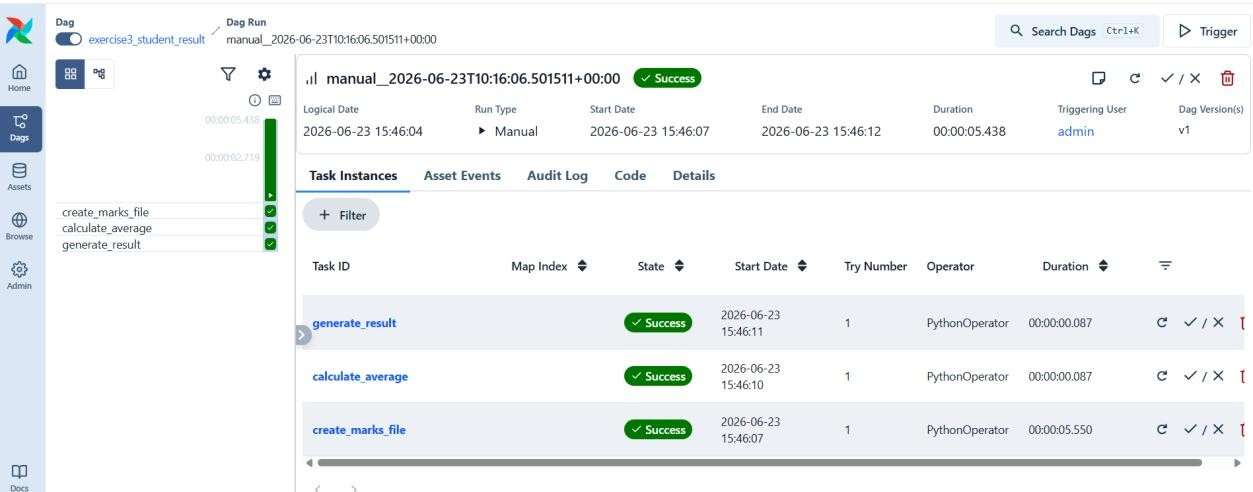 Dag
exercise3_student_result
/
Dag Run
manual__2026-06-23T10:16:06.501511+00:00
Search Dags Ctrl+K
Trigger
Home
Dags
Assets
Browse
Admin
Docs
00:00:05.438
00:00:02.719
create_marks_file
calculate_average
generate_result
manual__2026-06-23T10:16:06.501511+00:00 Success
/
Logical Date Run Type Start Date End Date Duration Triggering User Dag Version(s)
2026-06-23 15:46:04 Manual 2026-06-23 15:46:07 2026-06-23 15:46:12 00:00:05.438 admin v1
Task Instances Asset Events Audit Log Code Details
+ Filter
Task ID Map Index State Start Date Try Number Operator Duration
generate_result Success 2026-06-23 15:46:11 1 PythonOperator 00:00:00.087 /
calculate_average Success 2026-06-23 15:46:10 1 PythonOperator 00:00:00.087 /
create_marks_file Success 2026-06-23 15:46:07 1 PythonOperator 00:00:05.550 /